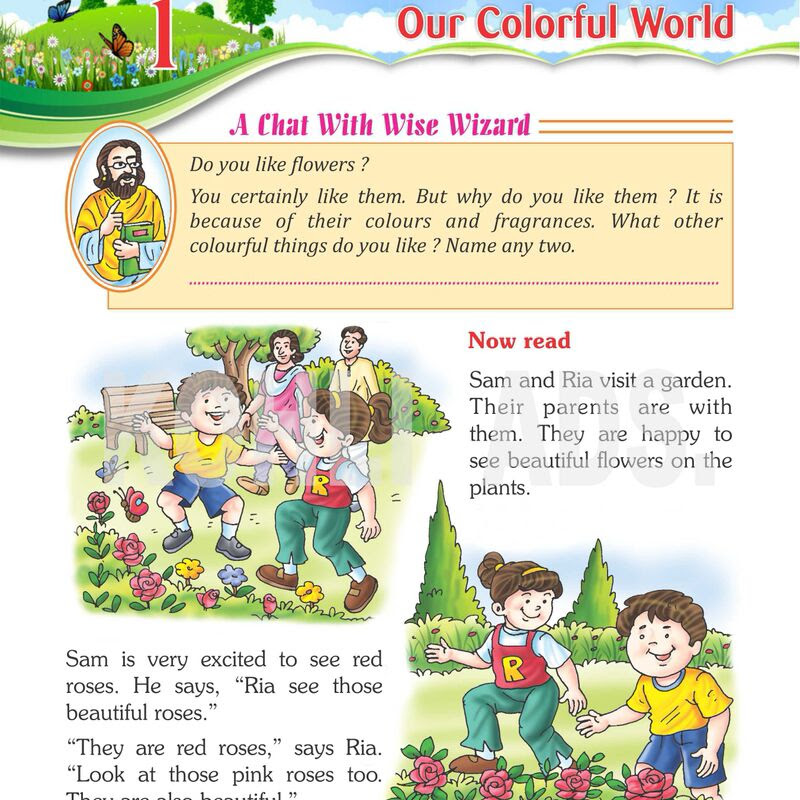 1
Our Colorful World
A Chat With Wise Wizard
Do you like flowers ?
You certainly like them. But why do you like them ? It is
because of their colours and fragrances. What other
colourful things do you like ? Name any two.
Now read
Sam and Ria visit a garden.
Their parents are with
them. They are happy to
see beautiful flowers on the
plants.
R
Sam is very excited to see red
roses. He says, “Ria see those
beautiful roses.”
“They are red roses,” says Ria.
“Look at those pink roses too.
They are also beautiful.”
R